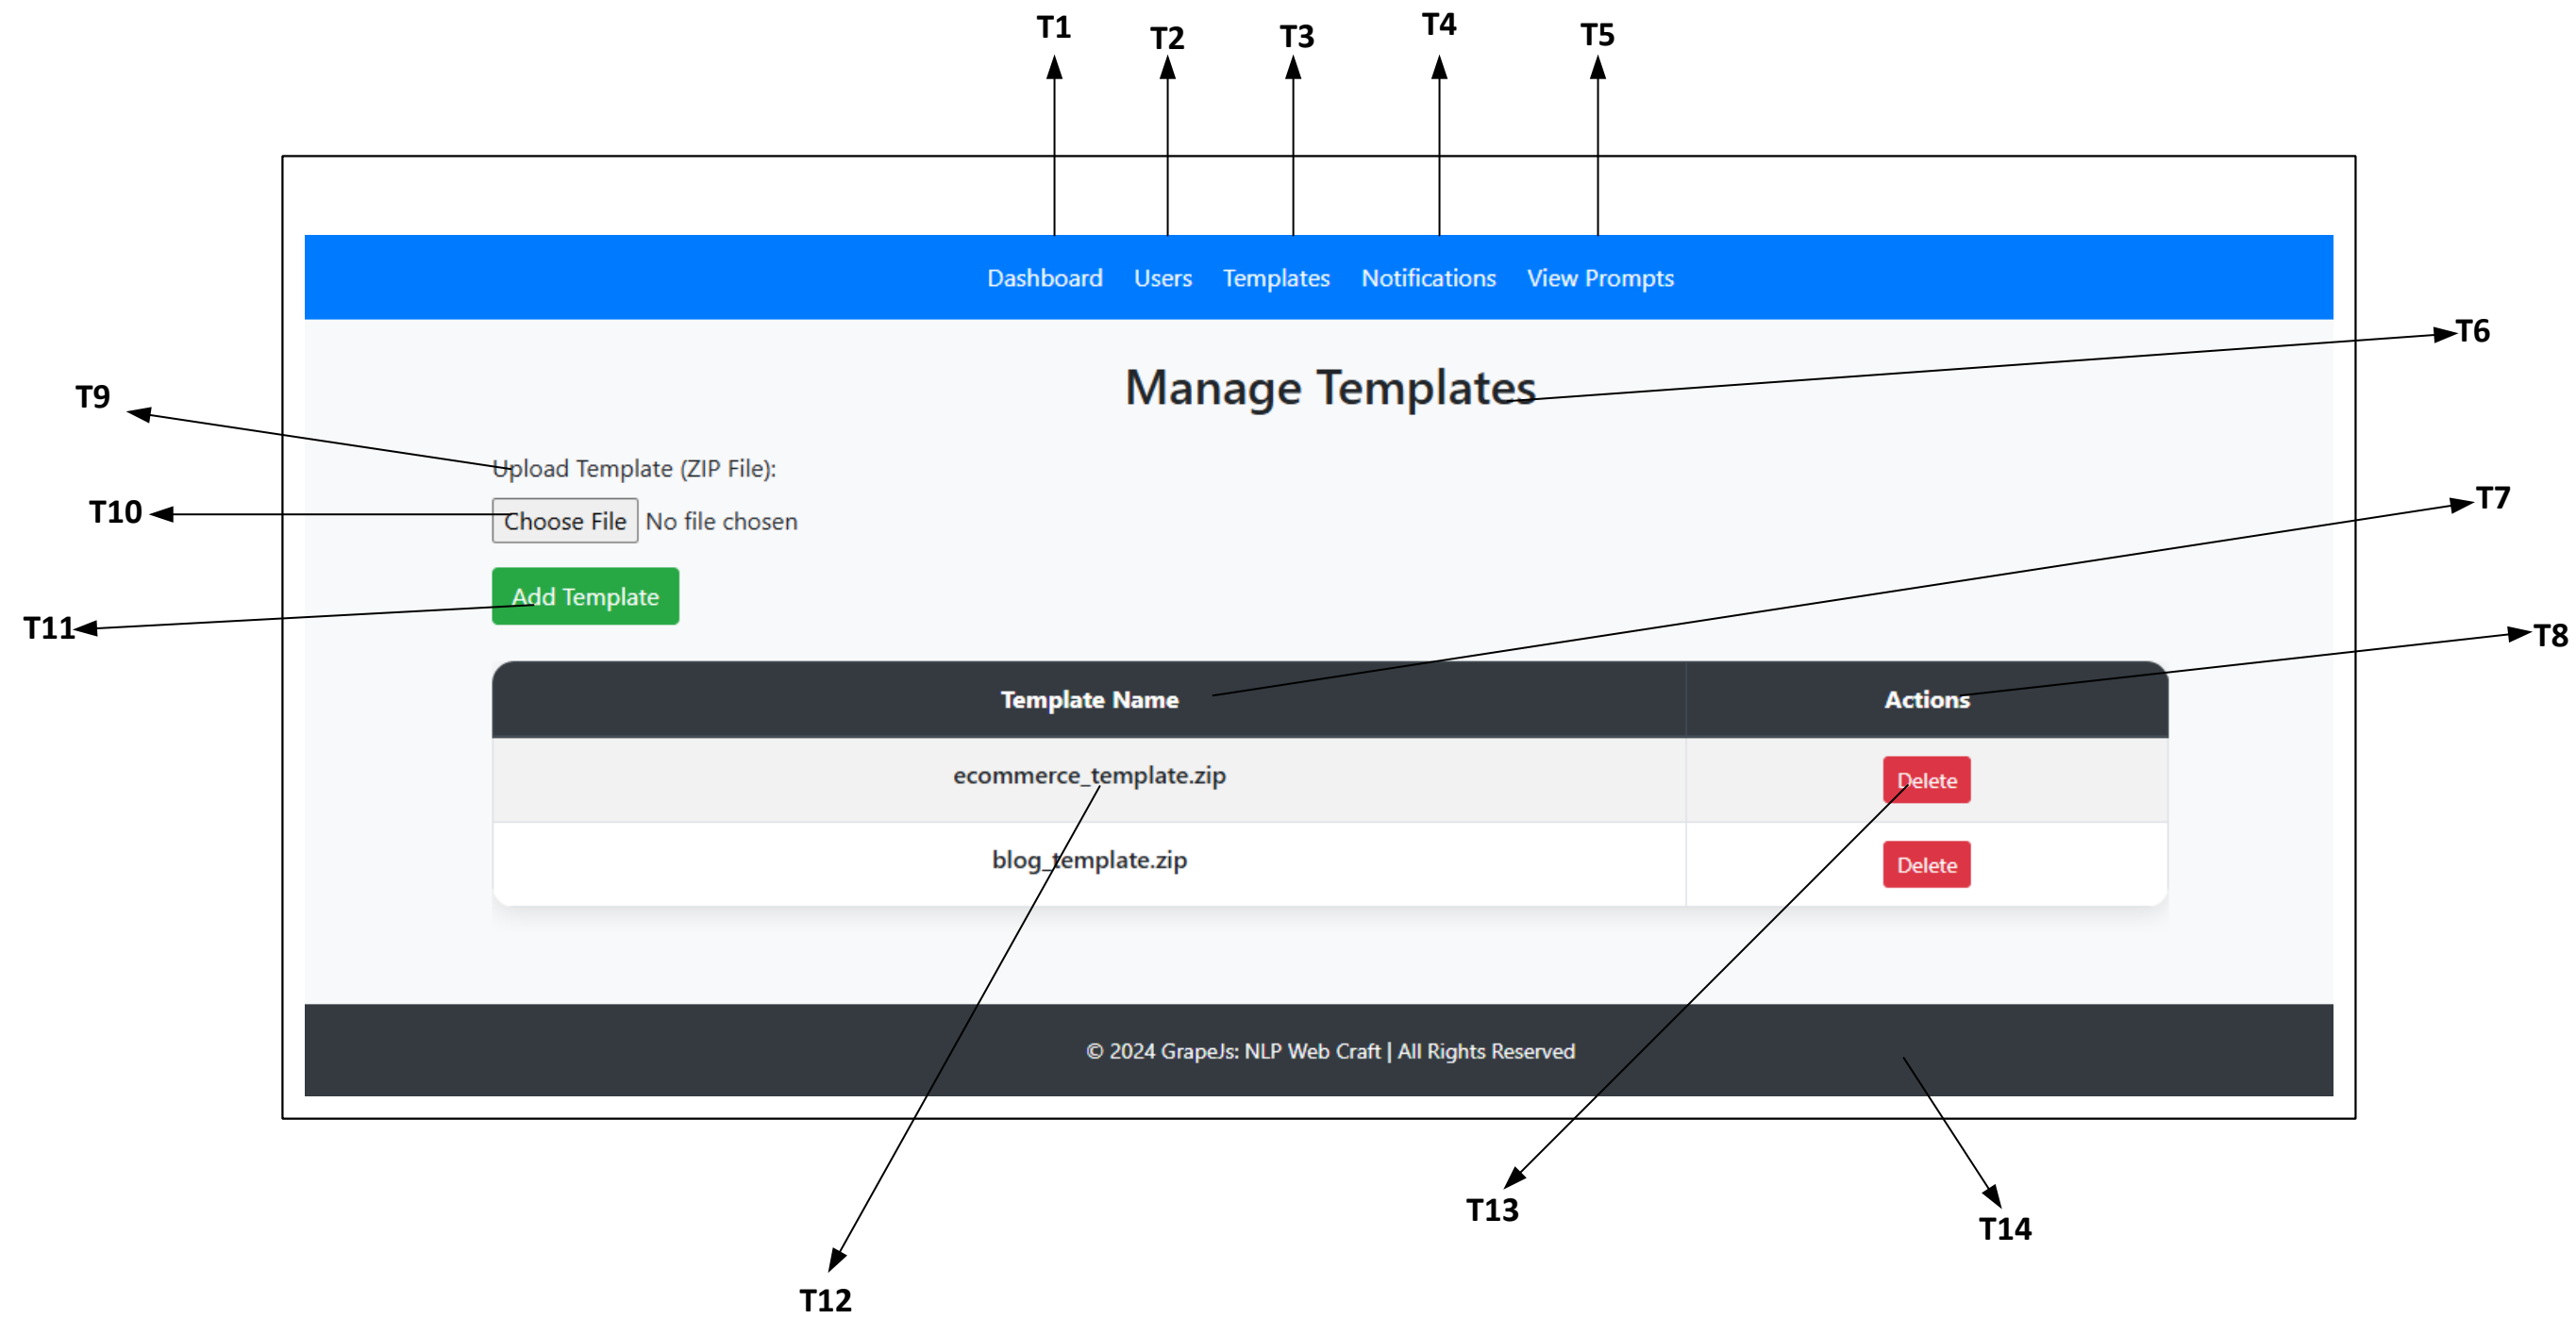 T1 T2 T3 T4 T5
Dashboard Users Templates Notifications View Prompts
T6
Manage Templates
T9
Upload Template (ZIP File):
T10
Choose File No file chosen
T7
Add Template
T11
T8
Template Name Actions
ecommerce_template.zip Delete
blog_template.zip Delete
© 2024 GrapeJs: NLP Web Craft | All Rights Reserved
T13
T14
T12